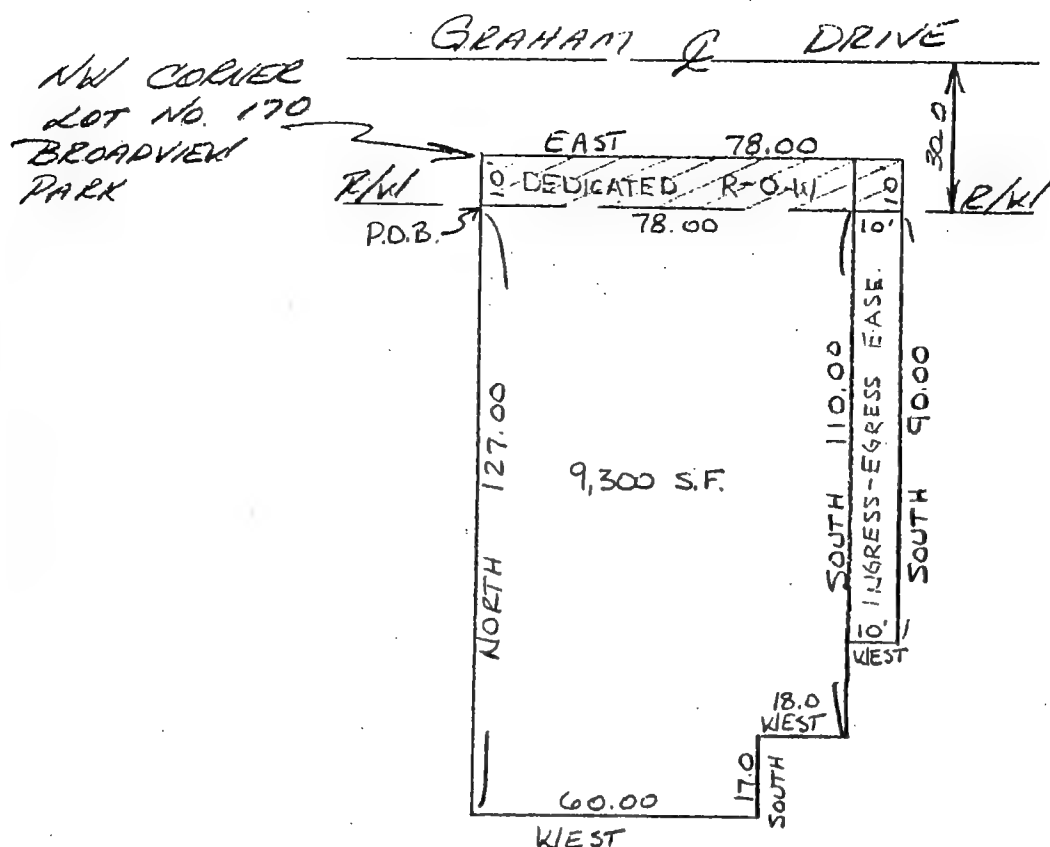 GRAHAM ℄ DRIVE
NW CORNER
LOT NO. 170
BROADVIEW
PARK
30.0
EAST 78.00
R/W 10 DEDICATED R-O-W 10 R/W
P.O.B. 78.00 10'
NORTH 127.00
9,300 S.F.
SOUTH 110.00
INGRESS-EGRESS EASE.
SOUTH 90.00
10'
WEST
18.0
WEST
17.0
SOUTH
60.00
WEST